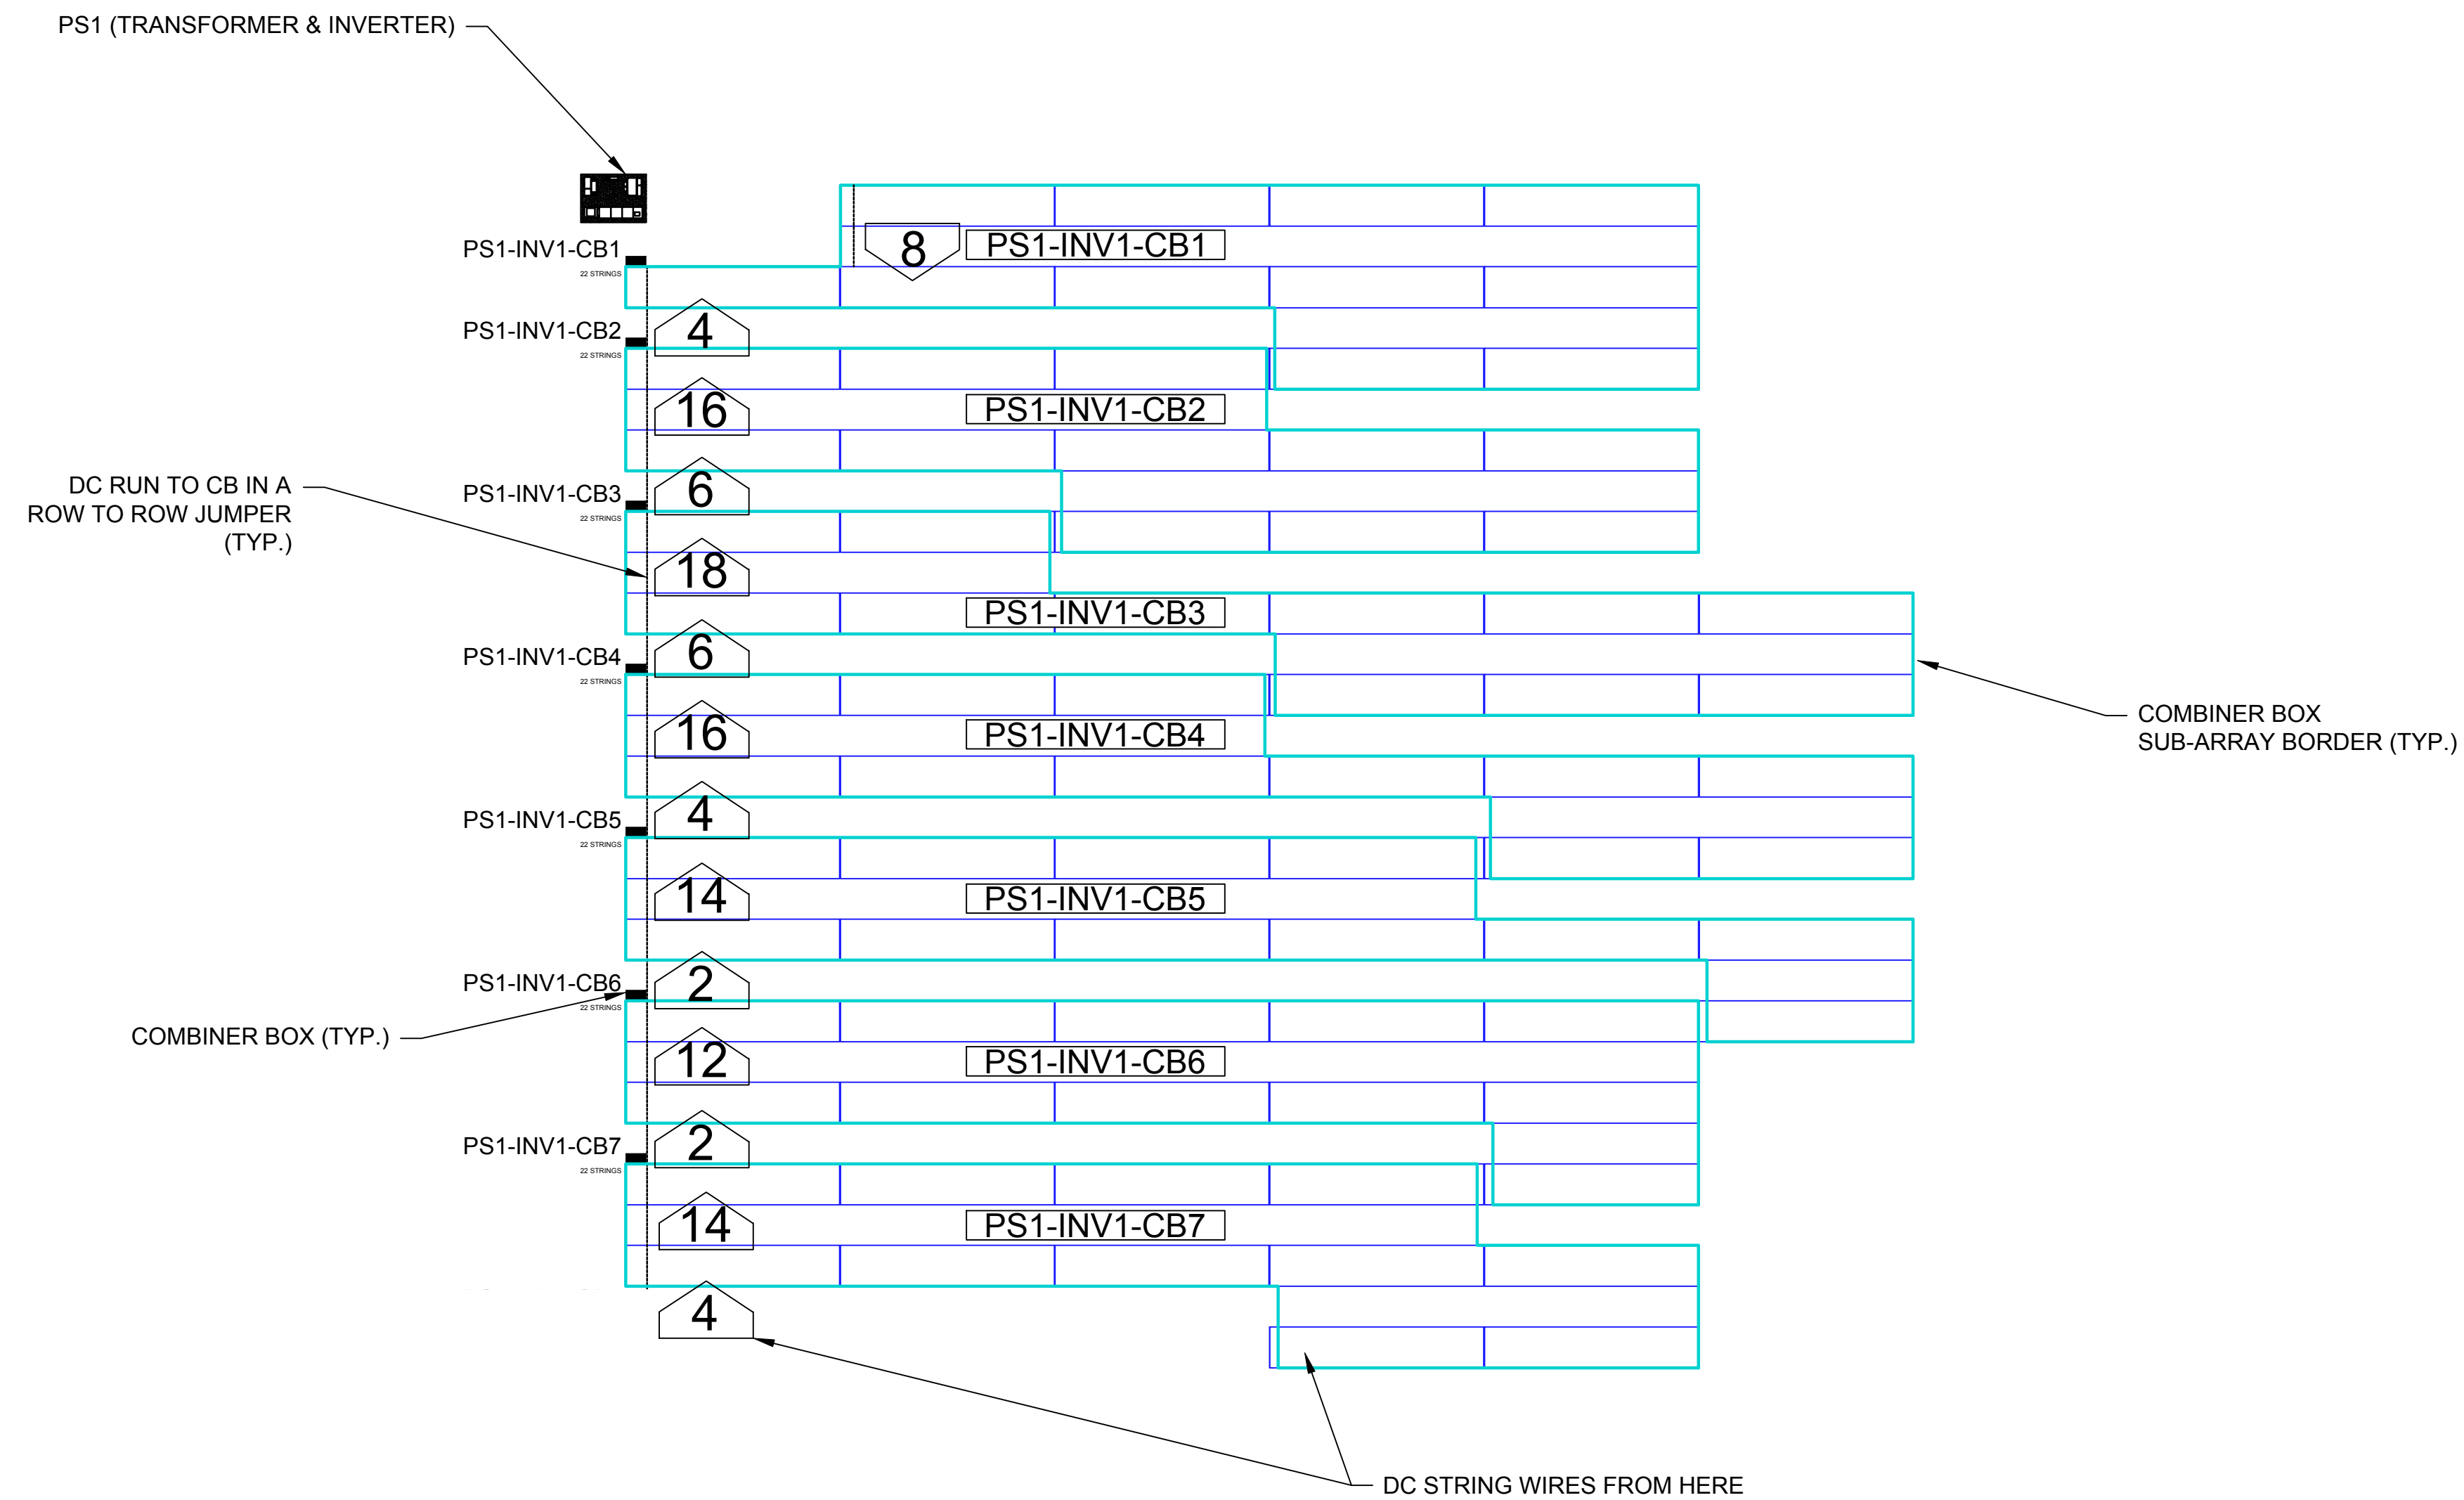 PS1 (TRANSFORMER & INVERTER)
PS1-INV1-CB1
22 STRINGS
8
PS1-INV1-CB1
4
PS1-INV1-CB2
22 STRINGS
16
PS1-INV1-CB2
6
PS1-INV1-CB3
22 STRINGS
DC RUN TO CB IN A
ROW TO ROW JUMPER
(TYP.)
18
PS1-INV1-CB3
6
PS1-INV1-CB4
22 STRINGS
16
PS1-INV1-CB4
COMBINER BOX
SUB-ARRAY BORDER (TYP.)
4
PS1-INV1-CB5
22 STRINGS
14
PS1-INV1-CB5
2
PS1-INV1-CB6
22 STRINGS
COMBINER BOX (TYP.)
12
PS1-INV1-CB6
2
PS1-INV1-CB7
22 STRINGS
14
PS1-INV1-CB7
4
DC STRING WIRES FROM HERE